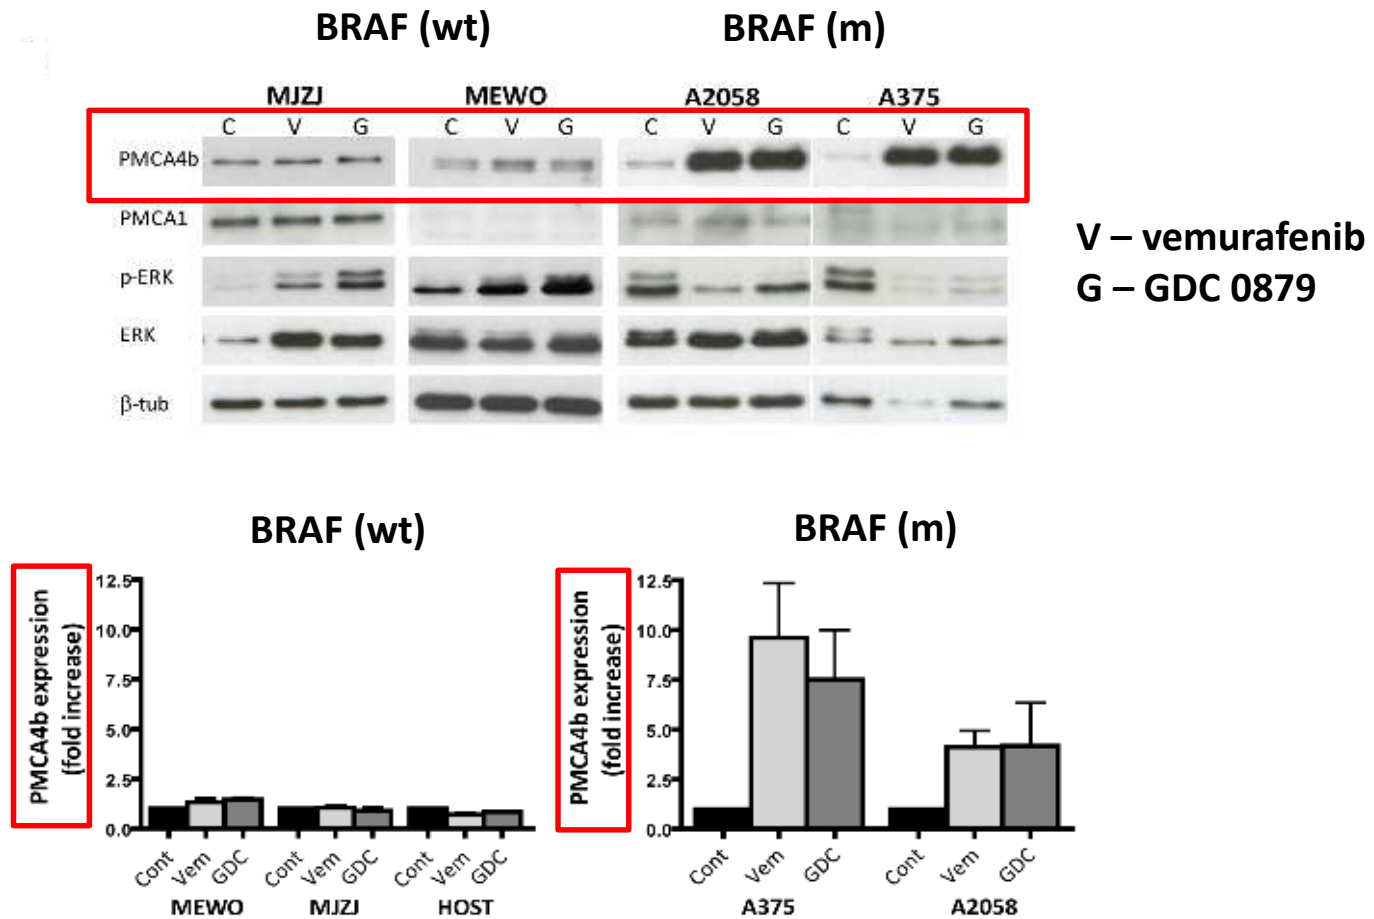 BRAF (wt)
BRAF (m)
MJZJ
MEWO
A2058
A375
C V G
C V G
C V G
C V G
PMCA4b
PMCA1
p-ERK
ERK
β-tub
V – vemurafenib
G – GDC 0879
BRAF (wt)
BRAF (m)
PMCA4b expression
(fold increase)
12.5
10.0
7.5
5.0
2.5
0.0
Cont Vem GDC
Cont Vem GDC
Cont Vem GDC
MEWO
MJZJ
HOST
PMCA4b expression
(fold increase)
12.5
10.0
7.5
5.0
2.5
0.0
Cont Vem GDC
Cont Vem GDC
A375
A2058